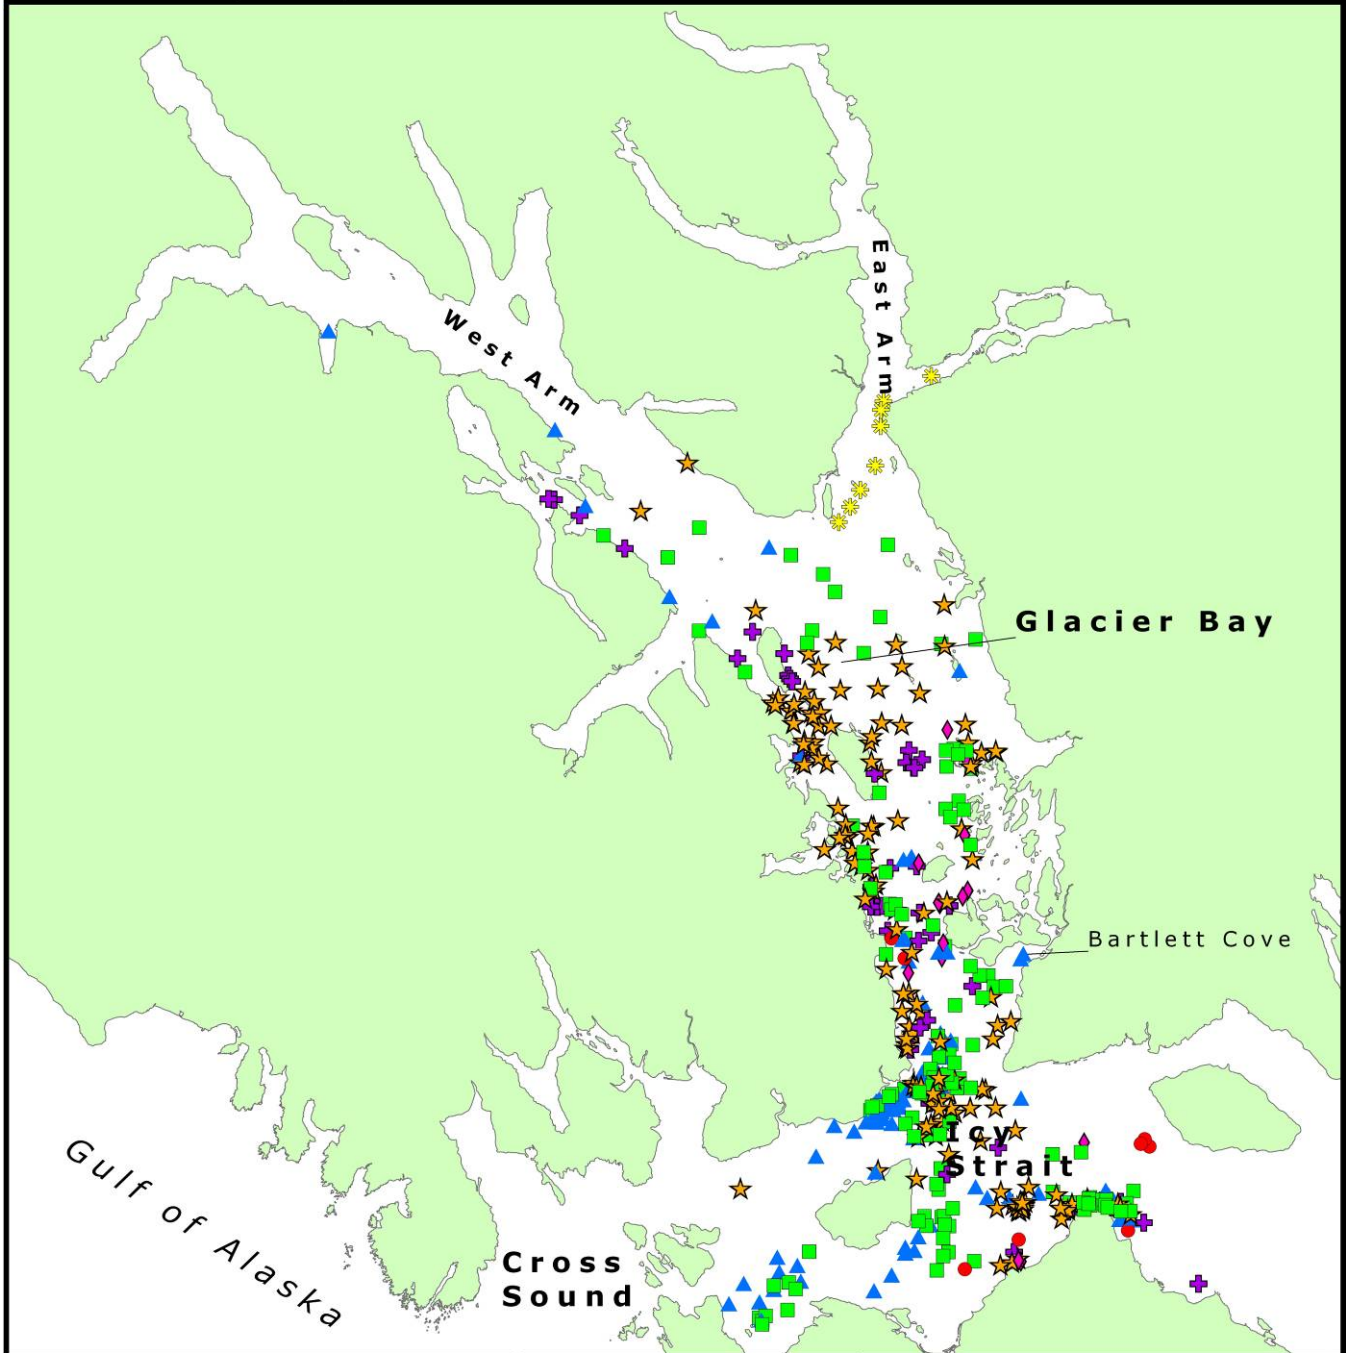 East Arm
West Arm
Glacier Bay
Bartlett Cove
Icy
Strait
Gulf of Alaska
Cross
Sound